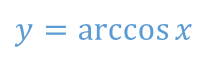 y = arccos x